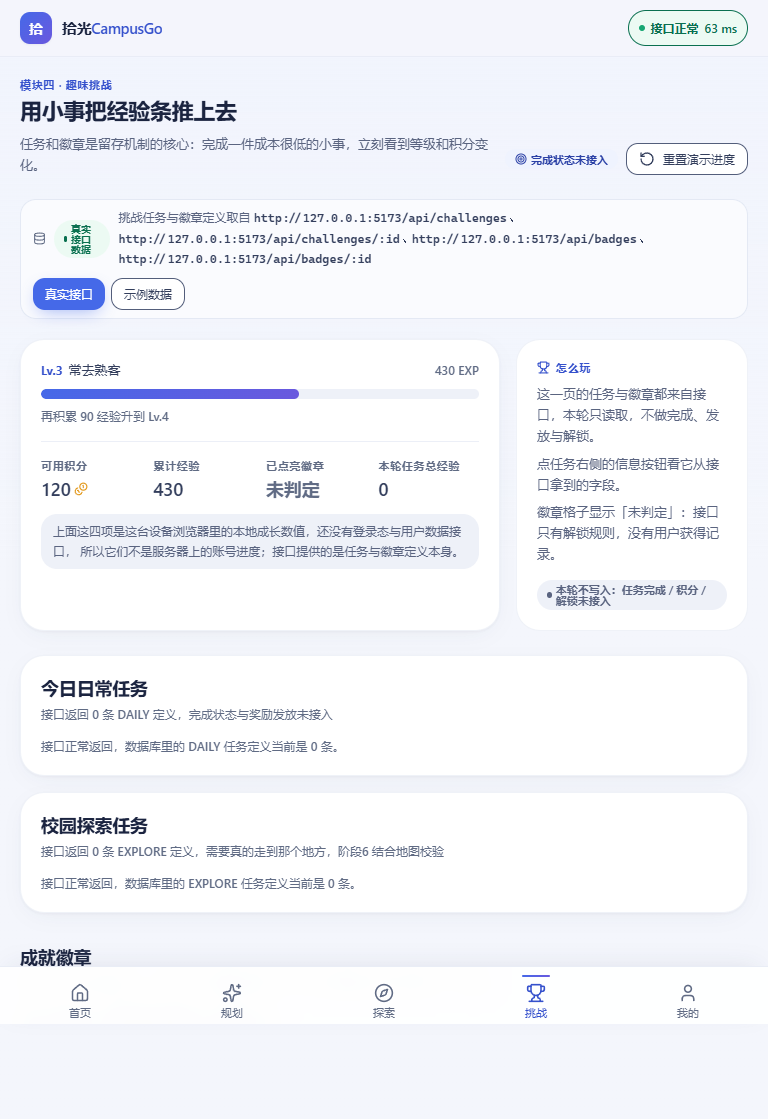 拾 拾光CampusGo
接口正常 63 ms
模块四 · 趣味挑战
用小事把经验条推上去
任务和徽章是留存机制的核心：完成一件成本很低的小事，立刻看到等级和积分变
化。
完成状态未接入
重置演示进度
真实
接口
数据
挑战任务与徽章定义取自 http://127.0.0.1:5173/api/challenges、
http://127.0.0.1:5173/api/challenges/:id、http://127.0.0.1:5173/api/badges、
http://127.0.0.1:5173/api/badges/:id
真实接口 示例数据
Lv.3 常去熟客 430 EXP
再积累 90 经验升到 Lv.4
可用积分 累计经验 已点亮徽章 本轮任务总经验
120 430 未判定 0
上面这四项是这台设备浏览器里的本地成长数值，还没有登录态与用户数据接
口， 所以它们不是服务器上的账号进度；接口提供的是任务与徽章定义本身。
怎么玩
这一页的任务与徽章都来自接
口，本轮只读取，不做完成、发
放与解锁。
点任务右侧的信息按钮看它从接
口拿到的字段。
徽章格子显示「未判定」：接口
只有解锁规则，没有用户获得记
录。
本轮不写入：任务完成 / 积分 /
解锁未接入
今日日常任务
接口返回 0 条 DAILY 定义，完成状态与奖励发放未接入
接口正常返回，数据库里的 DAILY 任务定义当前是 0 条。
校园探索任务
接口返回 0 条 EXPLORE 定义，需要真的走到那个地方，阶段6 结合地图校验
接口正常返回，数据库里的 EXPLORE 任务定义当前是 0 条。
成就徽章
首页 规划 探索 挑战 我的